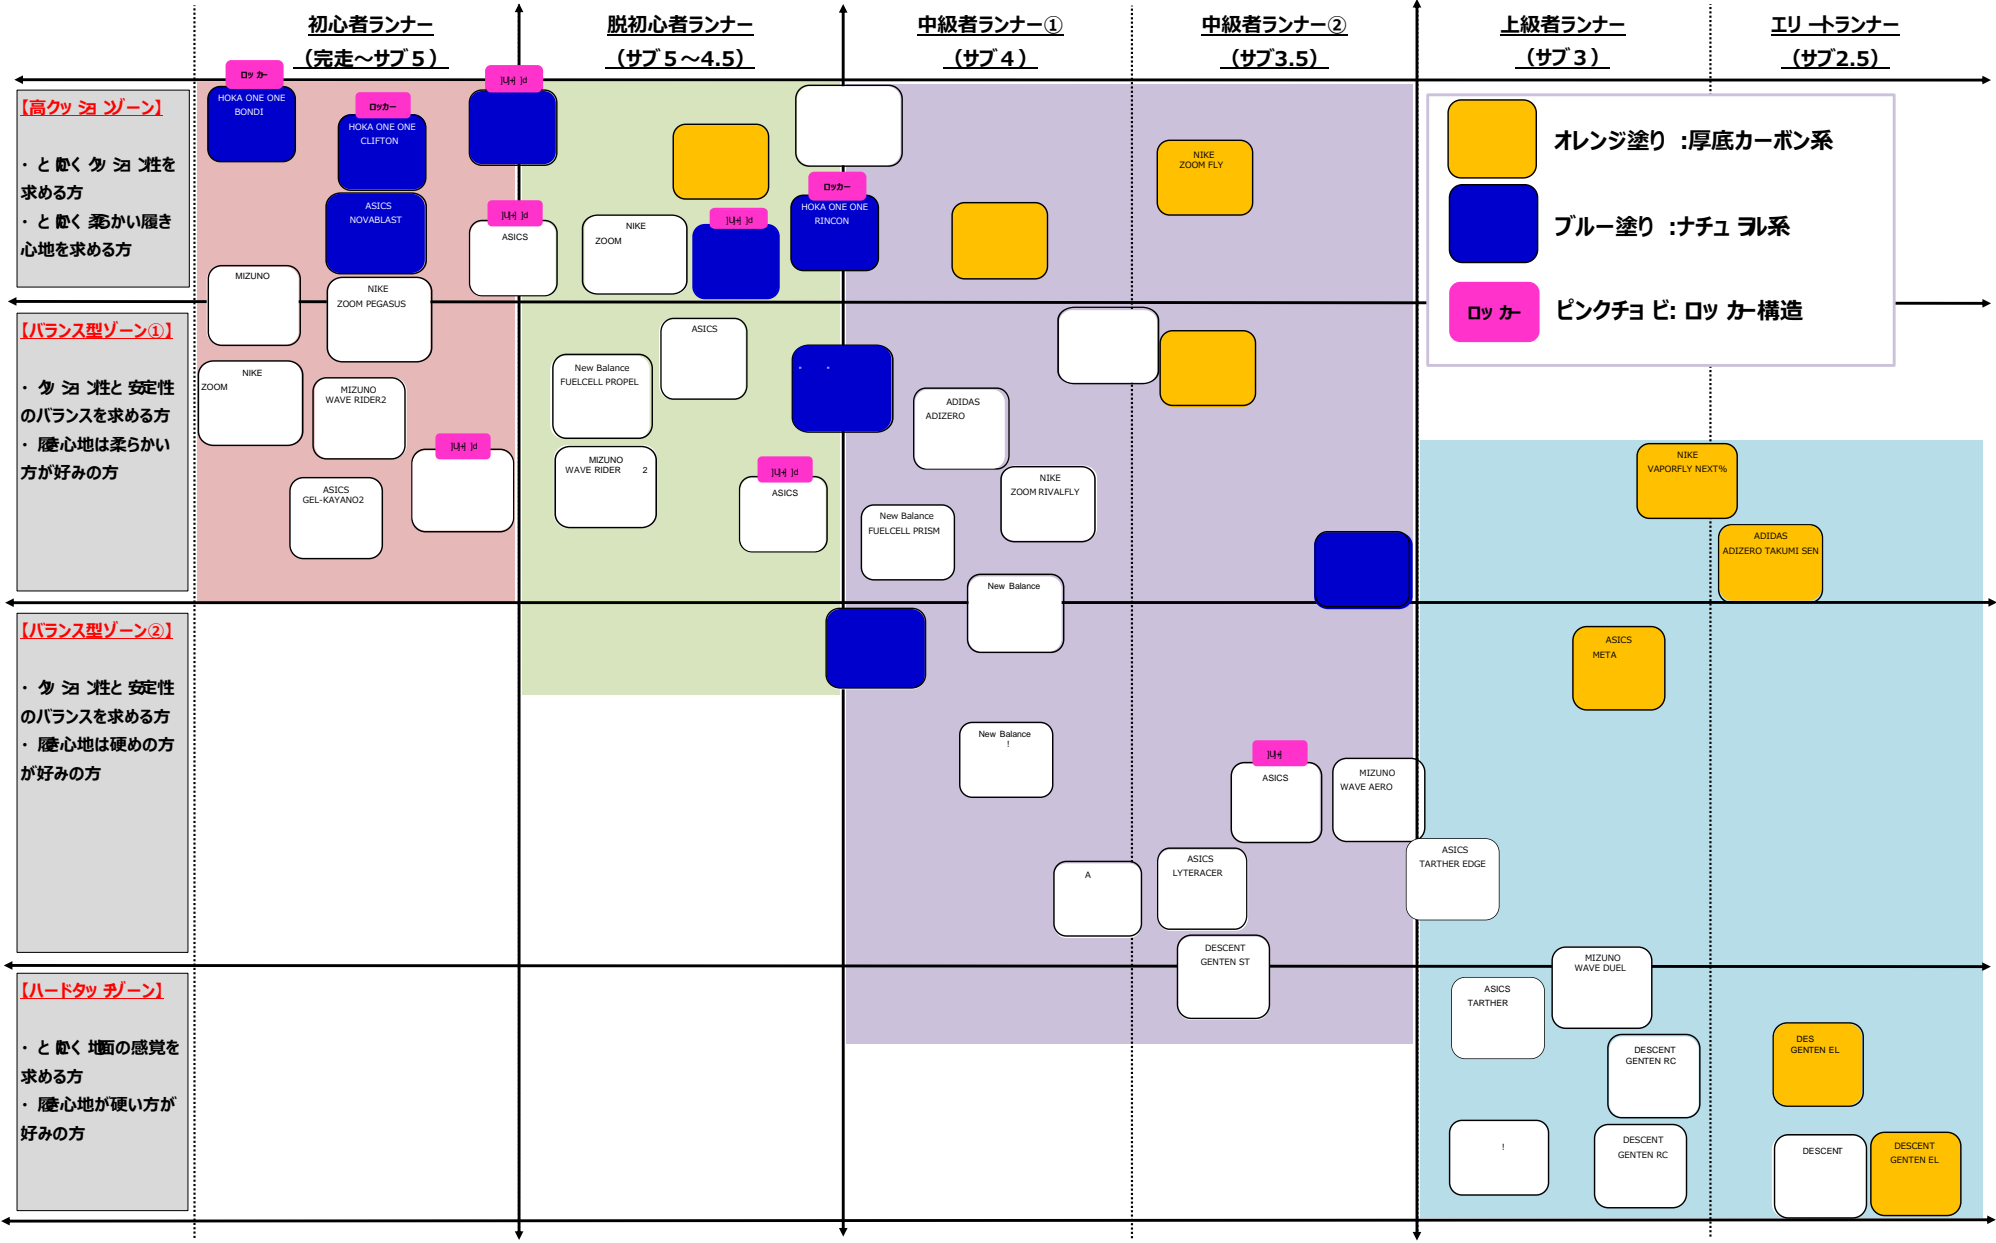 初心者ランナー
（完走～サブ５）
脱初心者ランナー
（サブ５～4.5）
中級者ランナー①
（サブ４）
中級者ランナー②
（サブ3.5）
上級者ランナー
（サブ３）
エリートランナー
（サブ2.5）
【高クッションゾーン】
・とにかくクッション性を
求める方
・とにかく柔らかい履き
心地を求める方
【バランス型ゾーン①】
・クッション性と安定性
のバランスを求める方
・履き心地は柔らかい
方が好みの方
【バランス型ゾーン②】
・クッション性と安定性
のバランスを求める方
・履き心地は硬めの方
が好みの方
【ハードタッチゾーン】
・とにかく地面の感覚を
求める方
・履き心地が硬い方が
好みの方
オレンジ塗り：厚底カーボン系
ブルー塗り：ナチュラル系
ロッカー
ピンクチョビ：ロッカー構造
ロッカー
HOKA ONE ONE
BONDI
ロッカー
HOKA ONE ONE
CLIFTON
ASICS
NOVABLAST
MIZUNO
NIKE
ZOOM PEGASUS
ASICS
NIKE
ZOOM
ロッカー
HOKA ONE ONE
RINCON
NIKE
ZOOM FLY
NIKE
ZOOM
MIZUNO
WAVE RIDER2
ASICS
GEL-KAYANO2
New Balance
FUELCELL PROPEL
ASICS
MIZUNO
WAVE RIDER 2
ASICS
ADIDAS
ADIZERO
NIKE
ZOOM RIVALFLY
New Balance
FUELCELL PRISM
New Balance
NIKE
VAPORFLY NEXT%
ADIDAS
ADIZERO TAKUMI SEN
ASICS
META
New Balance
!
ASICS
MIZUNO
WAVE AERO
A
ASICS
LYTERACER
ASICS
TARTHER EDGE
DESCENT
GENTEN ST
MIZUNO
WAVE DUEL
ASICS
TARTHER
DESCENT
GENTEN RC
DES
GENTEN EL
!
DESCENT
GENTEN RC
DESCENT
DESCENT
GENTEN EL